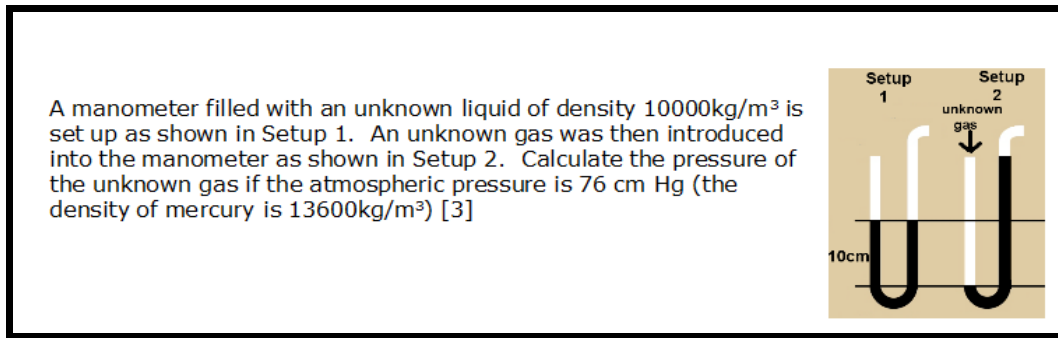 A manometer filled with an unknown liquid of density 10000kg/m³ is
set up as shown in Setup 1.  An unknown gas was then introduced
into the manometer as shown in Setup 2.  Calculate the pressure of
the unknown gas if the atmospheric pressure is 76 cm Hg (the
density of mercury is 13600kg/m³) [3]
Setup
1
Setup
2
unknown
gas
10cm